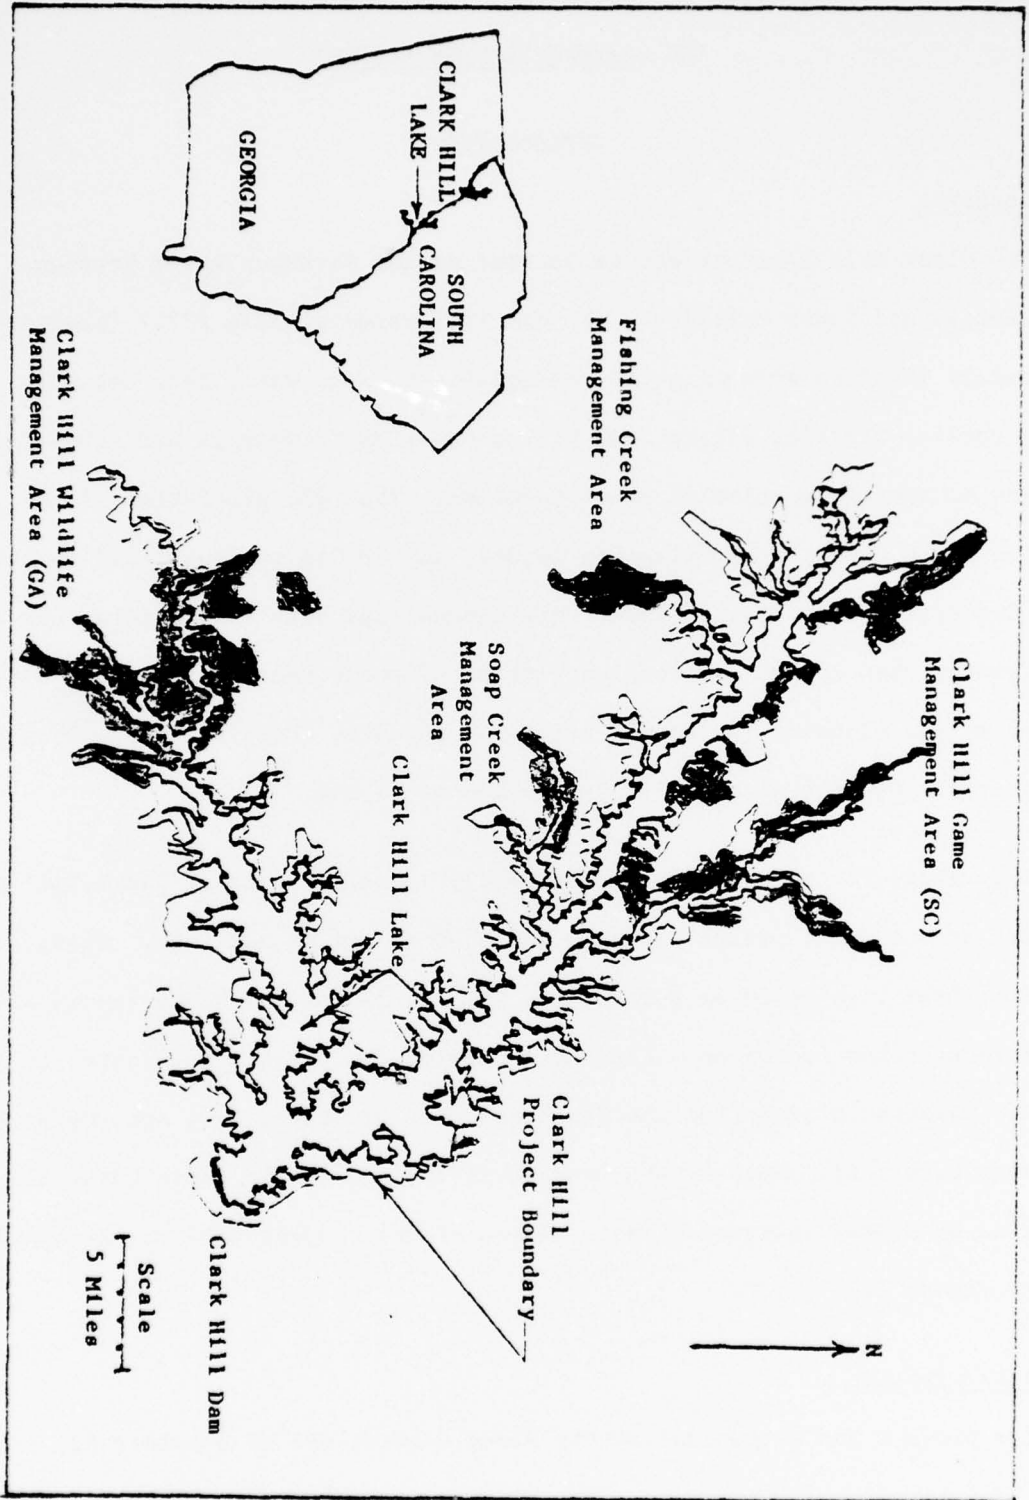 CLARK HILL
LAKE
GEORGIA
SOUTH
CAROLINA
Fishing Creek
Management Area
Clark Hill Game
Management Area (SC)
Soap Creek
Management
Area
Clark Hill Wildlife
Management Area (GA)
Clark Hill Lake
Clark Hill
Project Boundary
Clark Hill Dam
N
Scale
5 Miles